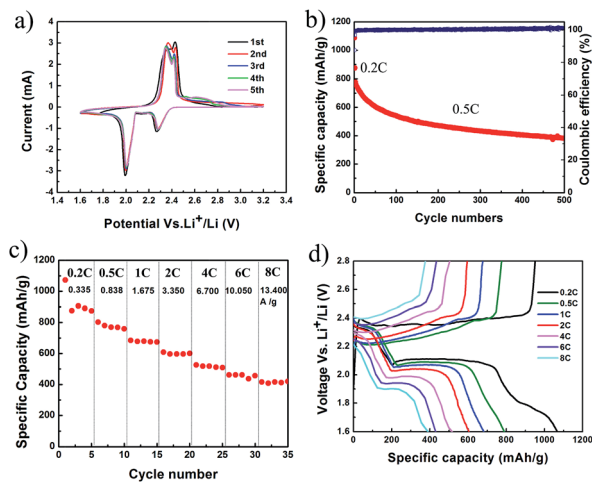 a)
Current (mA)
4
3
2
1
0
-1
-2
-3
-4
1st
2nd
3rd
4th
5th
1.4 1.6 1.8 2.0 2.2 2.4 2.6 2.8 3.0 3.2 3.4
Potential Vs.Li+/Li (V)
b)
Specific capacity (mAh/g)
1200
1000
800
600
400
200
0
0.2C
0.5C
100
80
60
40
20
0
Coulombic efficiency (%)
0 100 200 300 400 500
Cycle numbers
c)
Specific Capacity (mAh/g)
1200
1000
800
600
400
200
0
0.2C 0.5C 1C 2C 4C 6C 8C
0.335 0.838 1.675 3.350 6.700 10.050 13.400
A /g
0 5 10 15 20 25 30 35
Cycle number
d)
Voltage Vs. Li+/Li (V)
2.8
2.4
2.0
1.6
0.2C
0.5C
1C
2C
4C
6C
8C
0 200 400 600 800 1000
Specific capacity (mAh/g)